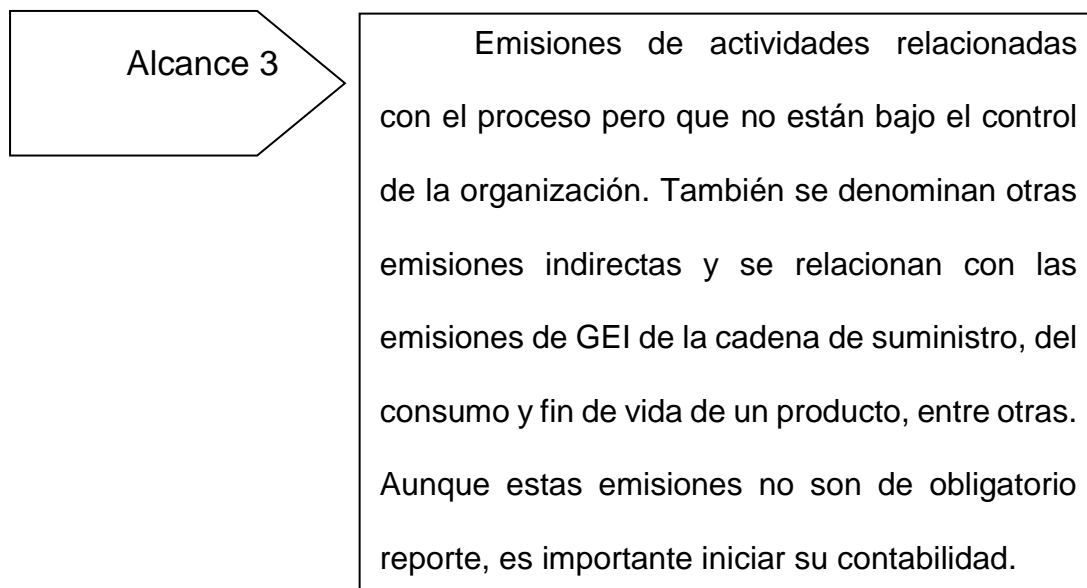 Alcance 3
Emisiones de actividades relacionadas
con el proceso pero que no están bajo el control
de la organización. También se denominan otras
emisiones indirectas y se relacionan con las
emisiones de GEI de la cadena de suministro, del
consumo y fin de vida de un producto, entre otras.
Aunque estas emisiones no son de obligatorio
reporte, es importante iniciar su contabilidad.